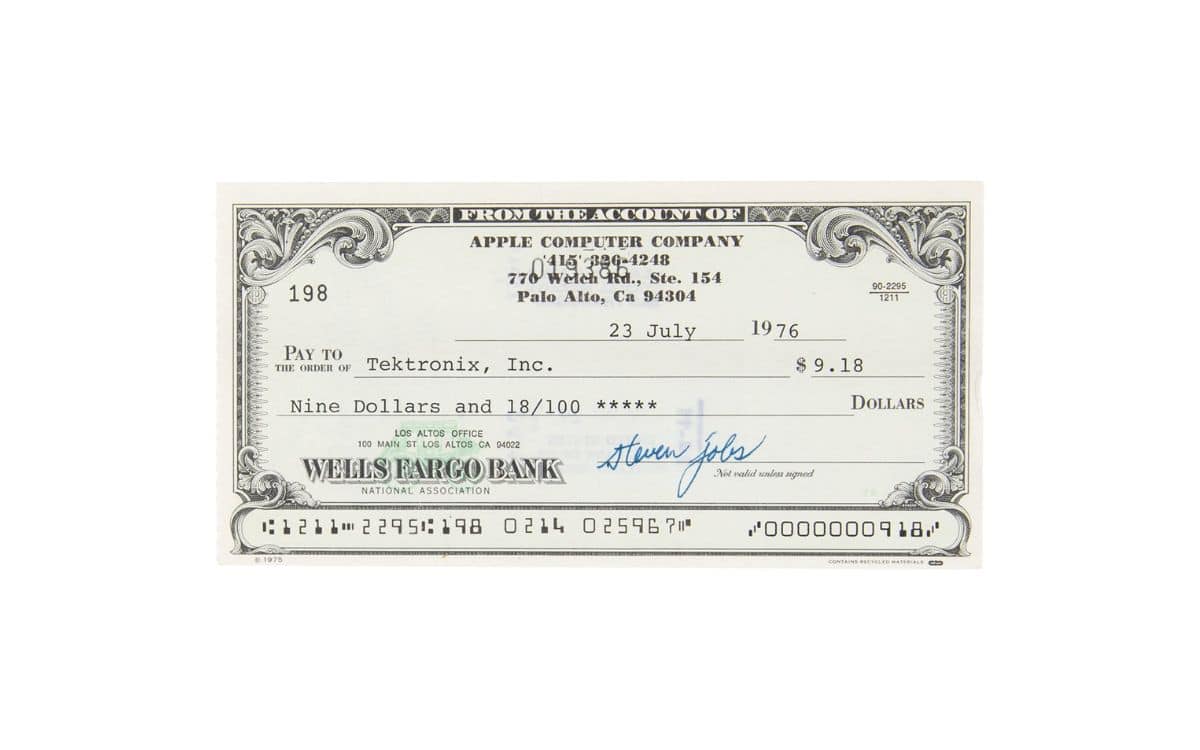 FROM THE ACCOUNT OF
APPLE COMPUTER COMPANY
'415' 326-4248
019386
770 Welch Rd., Ste. 154
Palo Alto, Ca 94304
198
90-2295
1211
23 July 1976
PAY TO
THE ORDER OF Tektronix, Inc. $ 9.18
Nine Dollars and 18/100 ***** DOLLARS
LOS ALTOS OFFICE
100 MAIN ST LOS ALTOS CA 94022
WELLS FARGO BANK
NATIONAL ASSOCIATION
steven jobs
Not valid unless signed
⑆1211⑉2295⑆198 0214 025967⑈ ⑇0000000918⑇
© 1975
CONTAINS RECYCLED MATERIALS